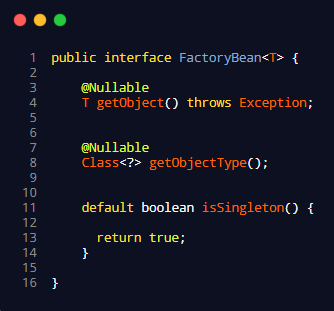 1 public interface FactoryBean<T> {
2
3 @Nullable
4 T getObject() throws Exception;
5
6
7 @Nullable
8 Class<?> getObjectType();
9
10
11 default boolean isSingleton() {
12
13 return true;
14 }
15
16 }